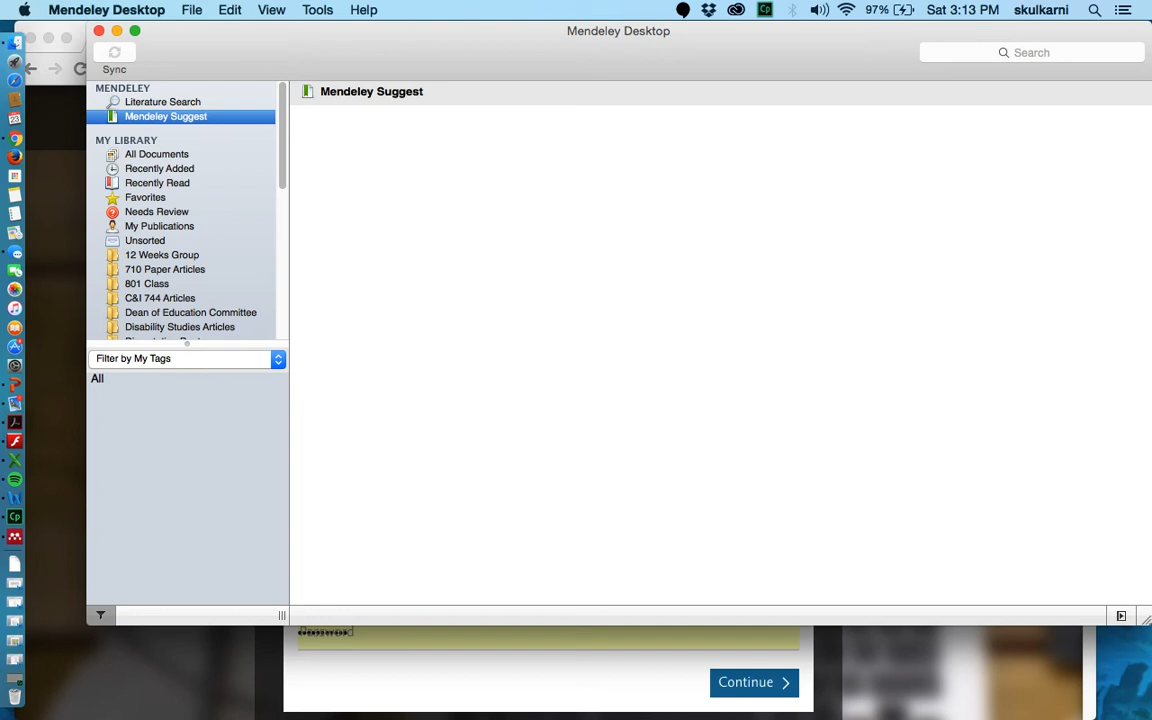 Mendeley Desktop File Edit View Tools Help 97% Sat 3:13 PM skulkarni
Mendeley Desktop
Sync
Search
MENDELEY
Literature Search
Mendeley Suggest
MY LIBRARY
All Documents
Recently Added
Recently Read
Favorites
Needs Review
My Publications
Unsorted
12 Weeks Group
710 Paper Articles
801 Class
C&I 744 Articles
Dean of Education Committee
Disability Studies Articles
Filter by My Tags
All
Mendeley Suggest
Password
Continue